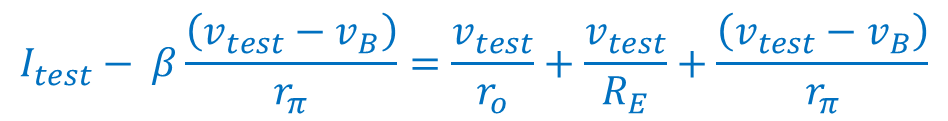 I_test − β (v_test − v_B)/r_π = v_test/r_o + v_test/R_E + (v_test − v_B)/r_π